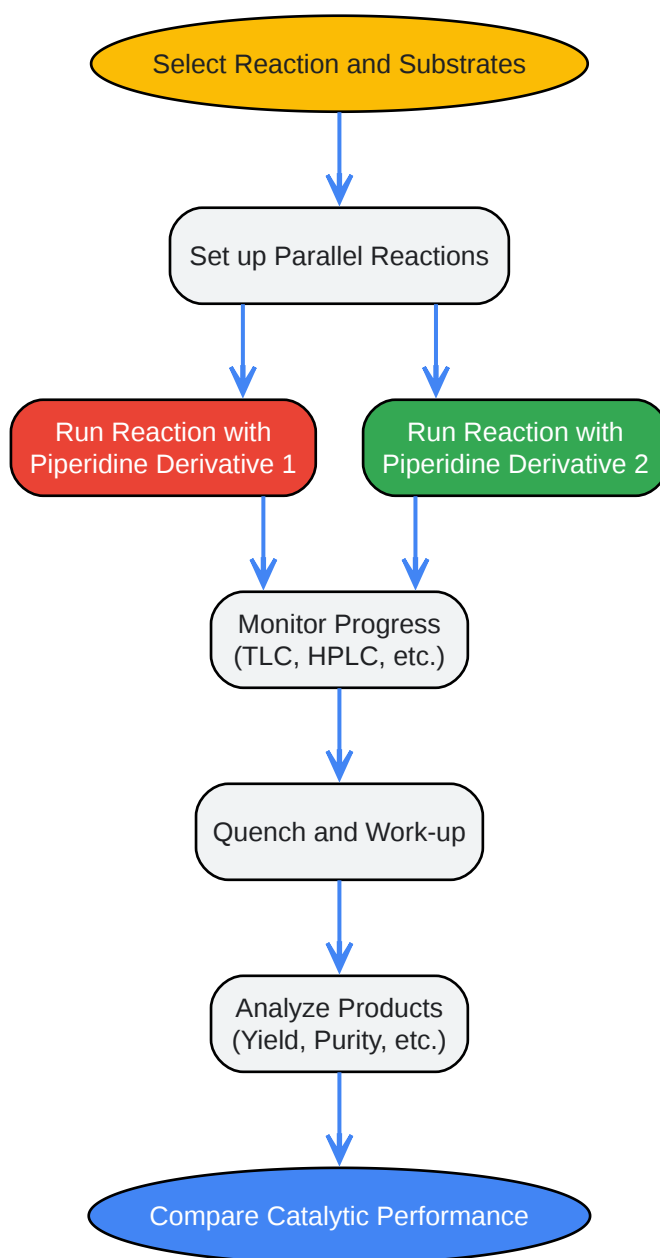 Select Reaction and Substrates
Set up Parallel Reactions
Run Reaction with
Piperidine Derivative 1
Run Reaction with
Piperidine Derivative 2
Monitor Progress
(TLC, HPLC, etc.)
Quench and Work-up
Analyze Products
(Yield, Purity, etc.)
Compare Catalytic Performance